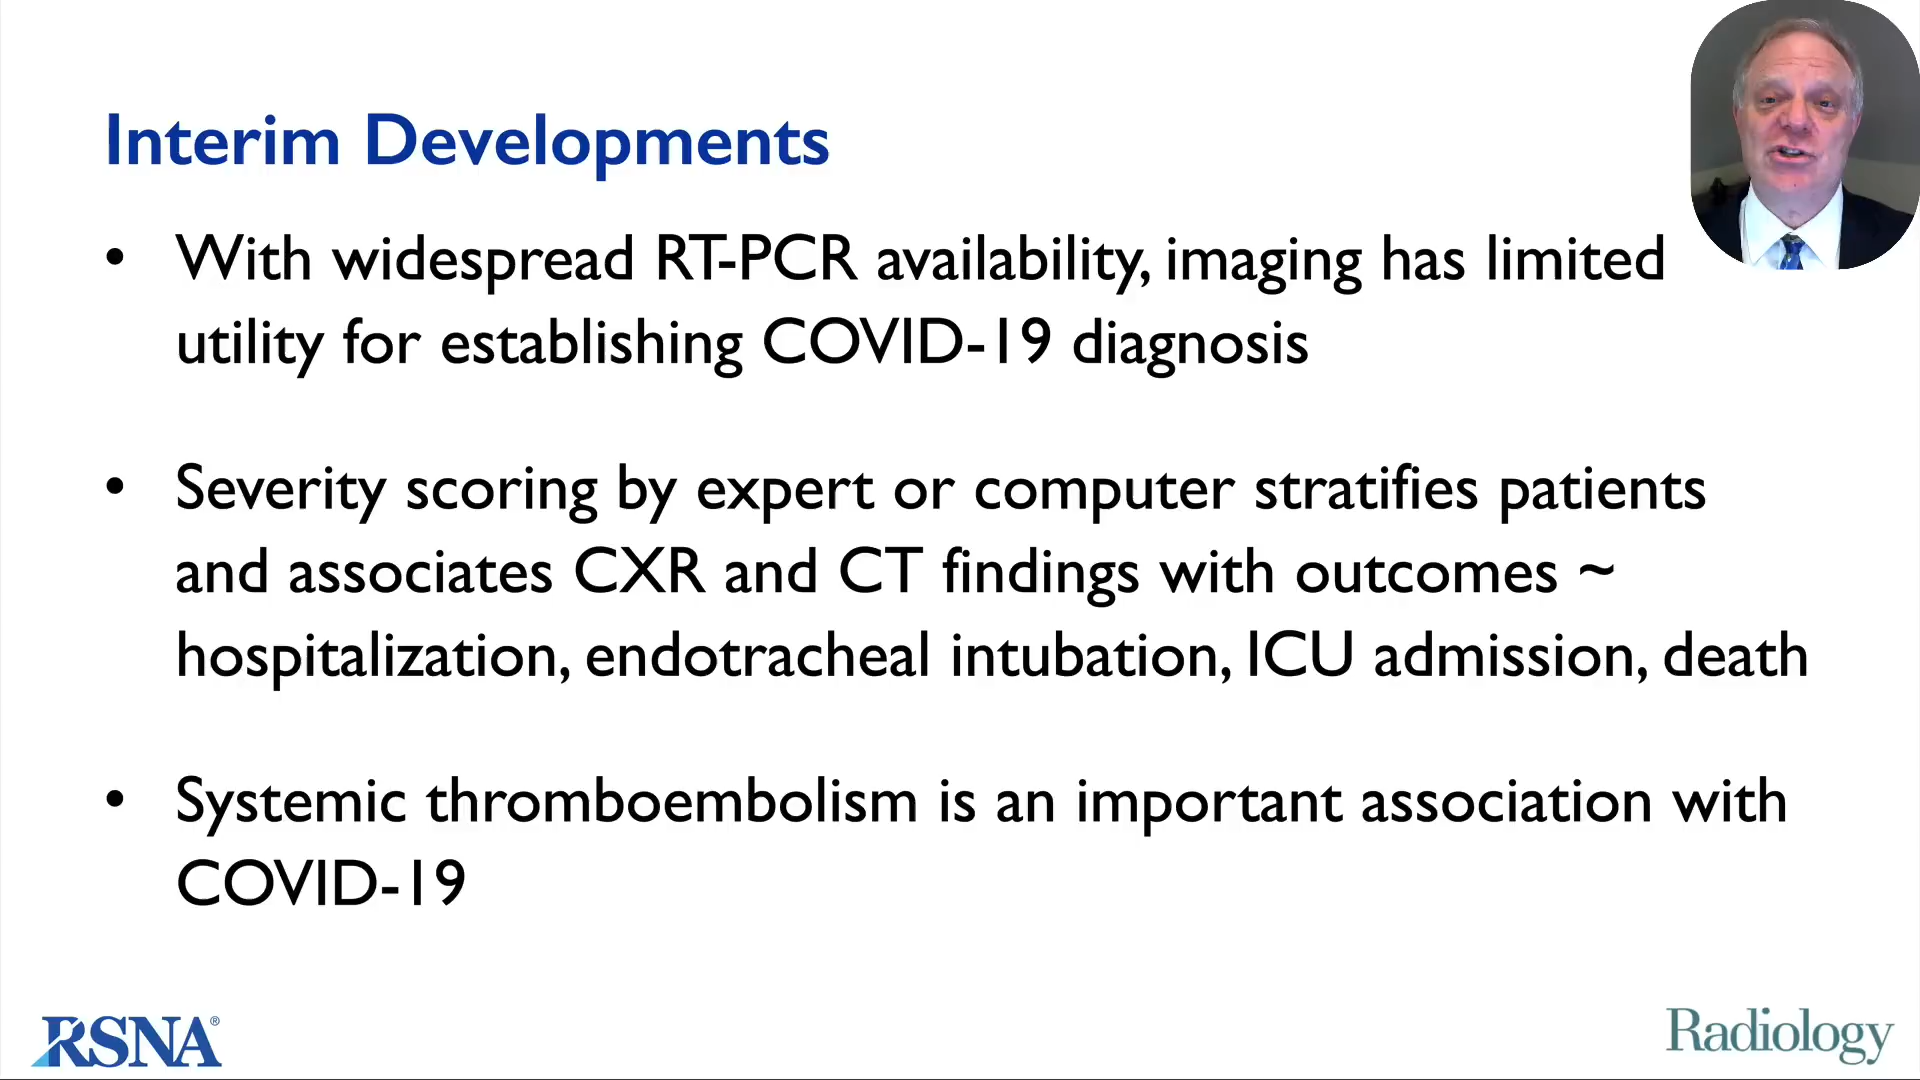 Interim Developments
• With widespread RT-PCR availability, imaging has limited
utility for establishing COVID-19 diagnosis
• Severity scoring by expert or computer stratifies patients
and associates CXR and CT findings with outcomes ~
hospitalization, endotracheal intubation, ICU admission, death
• Systemic thromboembolism is an important association with
COVID-19
RSNA®
Radiology